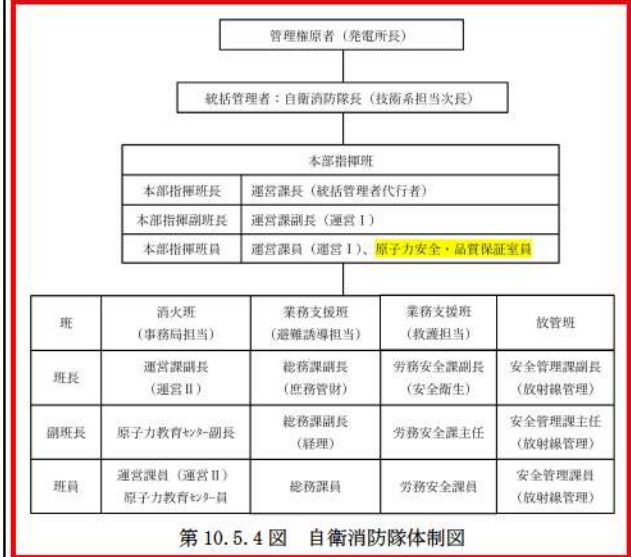 管理権原者（発電所長）
統括管理者：自衛消防隊長（技術系担当次長）
本部指揮班
本部指揮班長 運営課長（統括管理者代行者）
本部指揮副班長 運営課副長（運営Ⅰ）
本部指揮班員 運営課員（運営Ⅰ）、原子力安全・品質保証室員
班 消火班（事務局担当） 業務支援班（避難誘導担当） 業務支援班（救護担当） 放管班
班長 運営課副長（運営Ⅱ） 総務課副長（庶務管財） 労務安全課副長（安全衛生） 安全管理課副長（放射線管理）
副班長 原子力教育ｾﾝﾀｰ副長 総務課副長（経理） 労務安全課主任 安全管理課主任（放射線管理）
班員 運営課員（運営Ⅱ）原子力教育ｾﾝﾀｰ員 総務課員 労務安全課員 安全管理課員（放射線管理）
第 10.5.4 図 自衛消防隊体制図